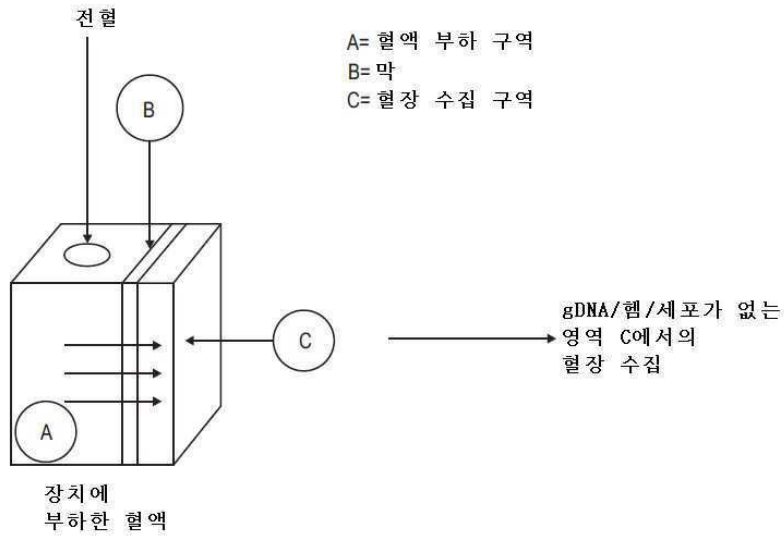 전혈
A= 혈액 부하 구역
B= 막
C= 혈장 수집 구역
B
C
A
gDNA/헴/세포가 없는
영역 C에서의
혈장 수집
장치에
부하한 혈액